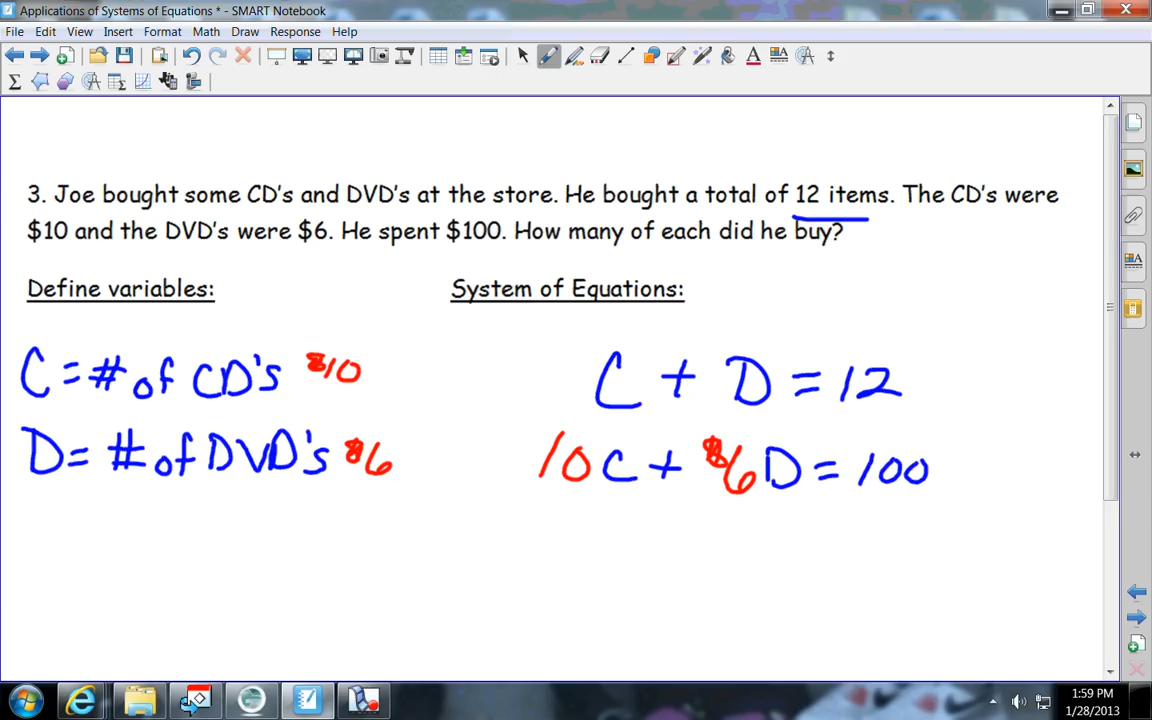 Applications of Systems of Equations * - SMART Notebook
File Edit View Insert Format Math Draw Response Help
3. Joe bought some CD's and DVD's at the store. He bought a total of 12 items. The CD's were
$10 and the DVD's were $6. He spent $100. How many of each did he buy?
Define variables:
System of Equations:
C = # of CD's $10
D = # of DVD's $6
C + D = 12
10C + $6D = 100
1:59 PM
1/28/2013